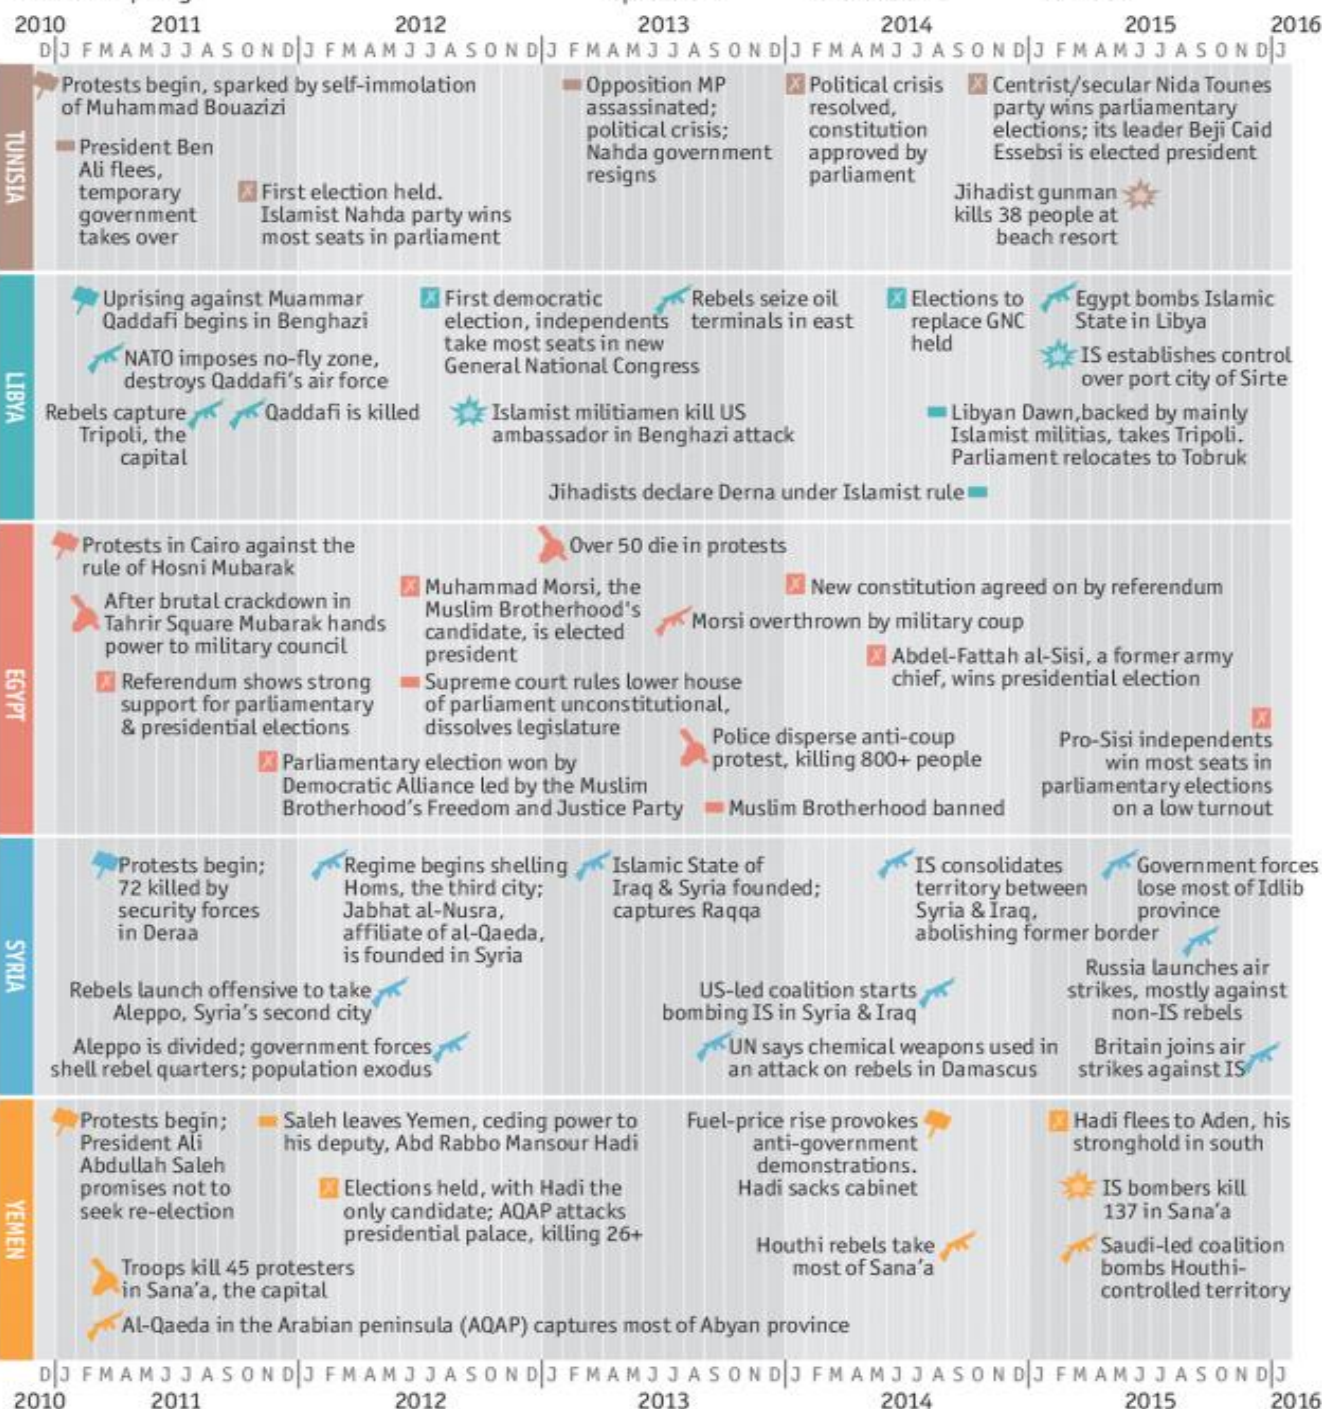 2010 2011 2012 2013 2014 2015 2016
D J F M A M J J A S O N D J F M A M J J A S O N D J F M A M J J A S O N D J F M A M J J A S O N D J F M A M J J A S O N D J
TUNISIA
Protests begin, sparked by self-immolation
of Muhammad Bouazizi
President Ben
Ali flees,
temporary
government
takes over
First election held.
Islamist Nahda party wins
most seats in parliament
Opposition MP
assassinated;
political crisis;
Nahda government
resigns
Political crisis
resolved,
constitution
approved by
parliament
Centrist/secular Nida Tounes
party wins parliamentary
elections; its leader Beji Caid
Essebsi is elected president
Jihadist gunman
kills 38 people at
beach resort
LIBYA
Uprising against Muammar
Qaddafi begins in Benghazi
NATO imposes no-fly zone,
destroys Qaddafi's air force
Rebels capture
Tripoli, the
capital
Qaddafi is killed
First democratic
election, independents
take most seats in new
General National Congress
Islamist militiamen kill US
ambassador in Benghazi attack
Rebels seize oil
terminals in east
Elections to
replace GNC
held
Egypt bombs Islamic
State in Libya
IS establishes control
over port city of Sirte
Libyan Dawn,backed by mainly
Islamist militias, takes Tripoli.
Parliament relocates to Tobruk
Jihadists declare Derna under Islamist rule
EGYPT
Protests in Cairo against the
rule of Hosni Mubarak
After brutal crackdown in
Tahrir Square Mubarak hands
power to military council
Referendum shows strong
support for parliamentary
& presidential elections
Parliamentary election won by
Democratic Alliance led by the Muslim
Brotherhood's Freedom and Justice Party
Muhammad Morsi, the
Muslim Brotherhood's
candidate, is elected
president
Supreme court rules lower house
of parliament unconstitutional,
dissolves legislature
Over 50 die in protests
Morsi overthrown by military coup
Police disperse anti-coup
protest, killing 800+ people
Muslim Brotherhood banned
New constitution agreed on by referendum
Abdel-Fattah al-Sisi, a former army
chief, wins presidential election
Pro-Sisi independents
win most seats in
parliamentary elections
on a low turnout
SYRIA
Protests begin;
72 killed by
security forces
in Deraa
Regime begins shelling
Homs, the third city;
Jabhat al-Nusra,
affiliate of al-Qaeda,
is founded in Syria
Rebels launch offensive to take
Aleppo, Syria's second city
Aleppo is divided; government forces
shell rebel quarters; population exodus
Islamic State of
Iraq & Syria founded;
captures Raqqa
IS consolidates
territory between
Syria & Iraq,
abolishing former border
US-led coalition starts
bombing IS in Syria & Iraq
UN says chemical weapons used in
an attack on rebels in Damascus
Government forces
lose most of Idlib
province
Russia launches air
strikes, mostly against
non-IS rebels
Britain joins air
strikes against IS
YEMEN
Protests begin;
President Ali
Abdullah Saleh
promises not to
seek re-election
Saleh leaves Yemen, ceding power to
his deputy, Abd Rabbo Mansour Hadi
Elections held, with Hadi the
only candidate; AQAP attacks
presidential palace, killing 26+
Troops kill 45 protesters
in Sana'a, the capital
Al-Qaeda in the Arabian peninsula (AQAP) captures most of Abyan province
Fuel-price rise provokes
anti-government
demonstrations.
Hadi sacks cabinet
Houthi rebels take
most of Sana'a
Hadi flees to Aden, his
stronghold in south
IS bombers kill
137 in Sana'a
Saudi-led coalition
bombs Houthi-
controlled territory
D J F M A M J J A S O N D J F M A M J J A S O N D J F M A M J J A S O N D J F M A M J J A S O N D J F M A M J J A S O N D J
2010 2011 2012 2013 2014 2015 2016